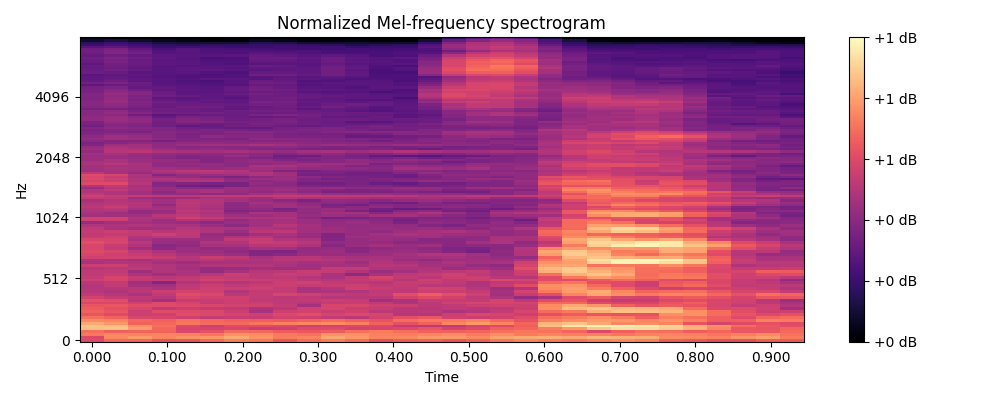 Normalized Mel-frequency spectrogram
Hz
4096
2048
1024
512
0
0.000 0.100 0.200 0.300 0.400 0.500 0.600 0.700 0.800 0.900
Time
+1 dB
+1 dB
+1 dB
+0 dB
+0 dB
+0 dB